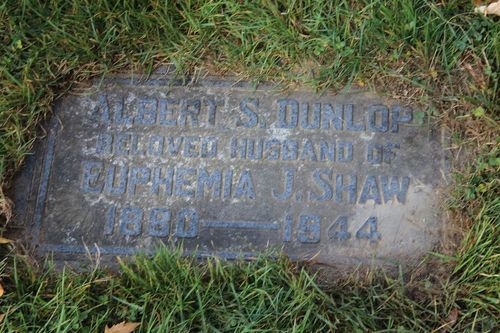 ALBERT S. DUNLOP
BELOVED HUSBAND OF
EUPHEMIA J. SHAW
1890 — 1944